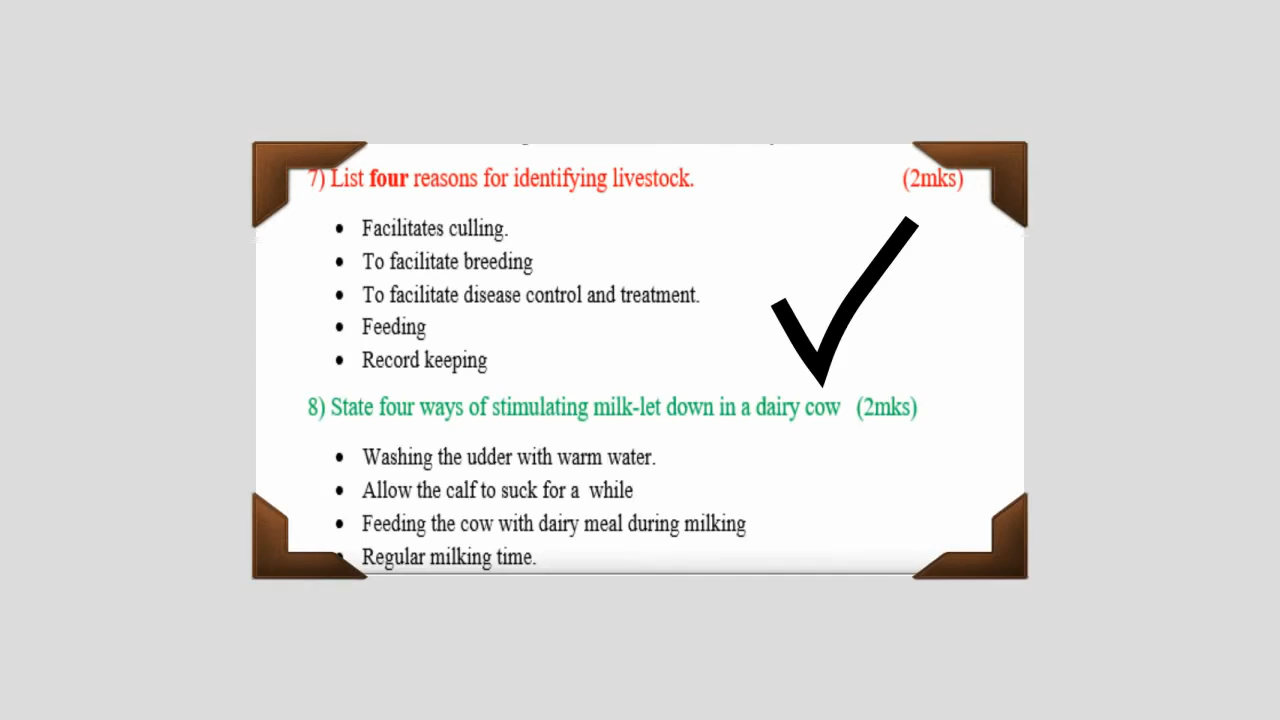 7) List four reasons for identifying livestock. (2mks)
• Facilitates culling.
• To facilitate breeding
• To facilitate disease control and treatment.
• Feeding
• Record keeping
8) State four ways of stimulating milk-let down in a dairy cow (2mks)
• Washing the udder with warm water.
• Allow the calf to suck for a while
• Feeding the cow with dairy meal during milking
• Regular milking time.